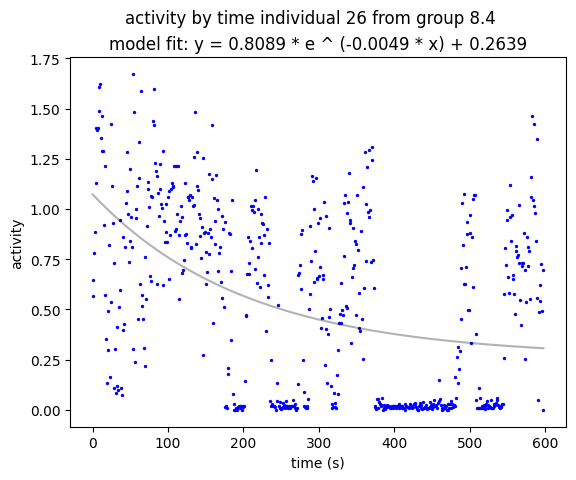 activity by time individual 26 from group 8.4
model fit: y = 0.8089 * e ^ (-0.0049 * x) + 0.2639
1.75
1.50
1.25
1.00
0.75
0.50
0.25
0.00
activity
0 100 200 300 400 500 600
time (s)